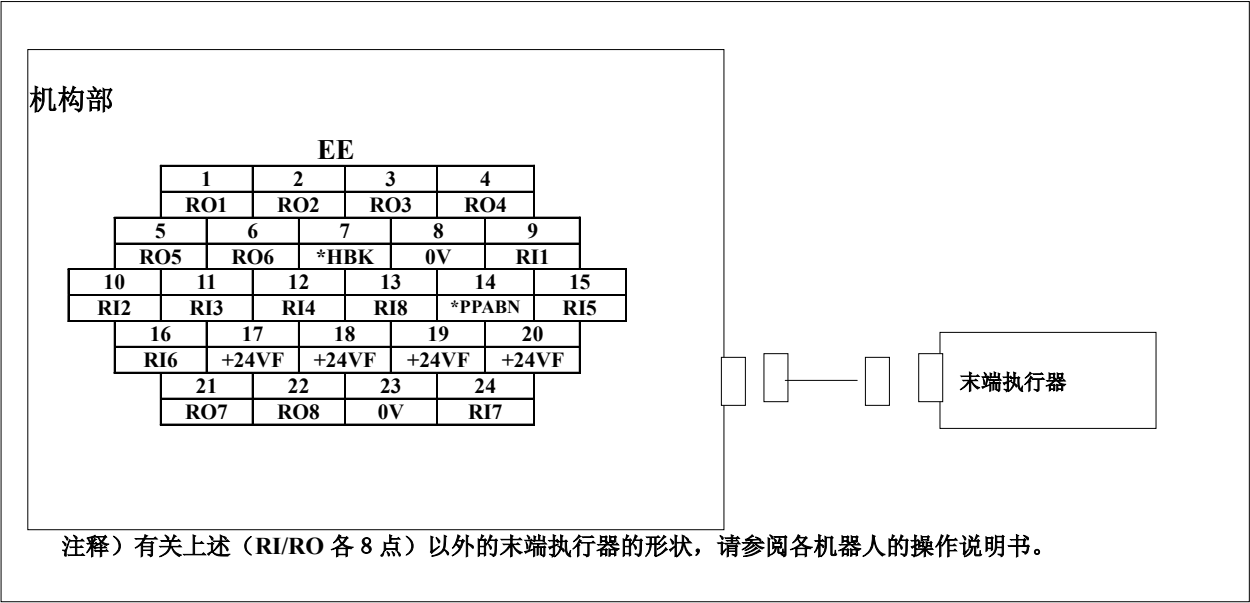 机构部
EE
1 2 3 4
RO1 RO2 RO3 RO4
5 6 7 8 9
RO5 RO6 *HBK 0V RI1
10 11 12 13 14 15
RI2 RI3 RI4 RI8 *PPABN RI5
16 17 18 19 20
RI6 +24VF +24VF +24VF +24VF
21 22 23 24
RO7 RO8 0V RI7
末端执行器
注释）有关上述（RI/RO 各 8 点）以外的末端执行器的形状，请参阅各机器人的操作说明书。